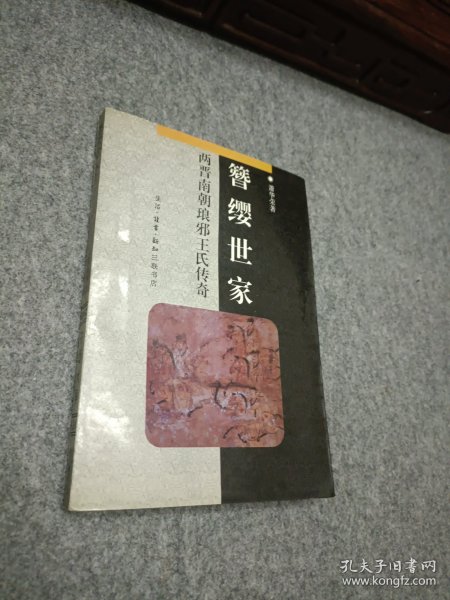 萧华荣著
簪缨世家
两晋南朝琅邪王氏传奇
生活·读书·新知三联书店
孔夫子旧书网
www.kongfz.com